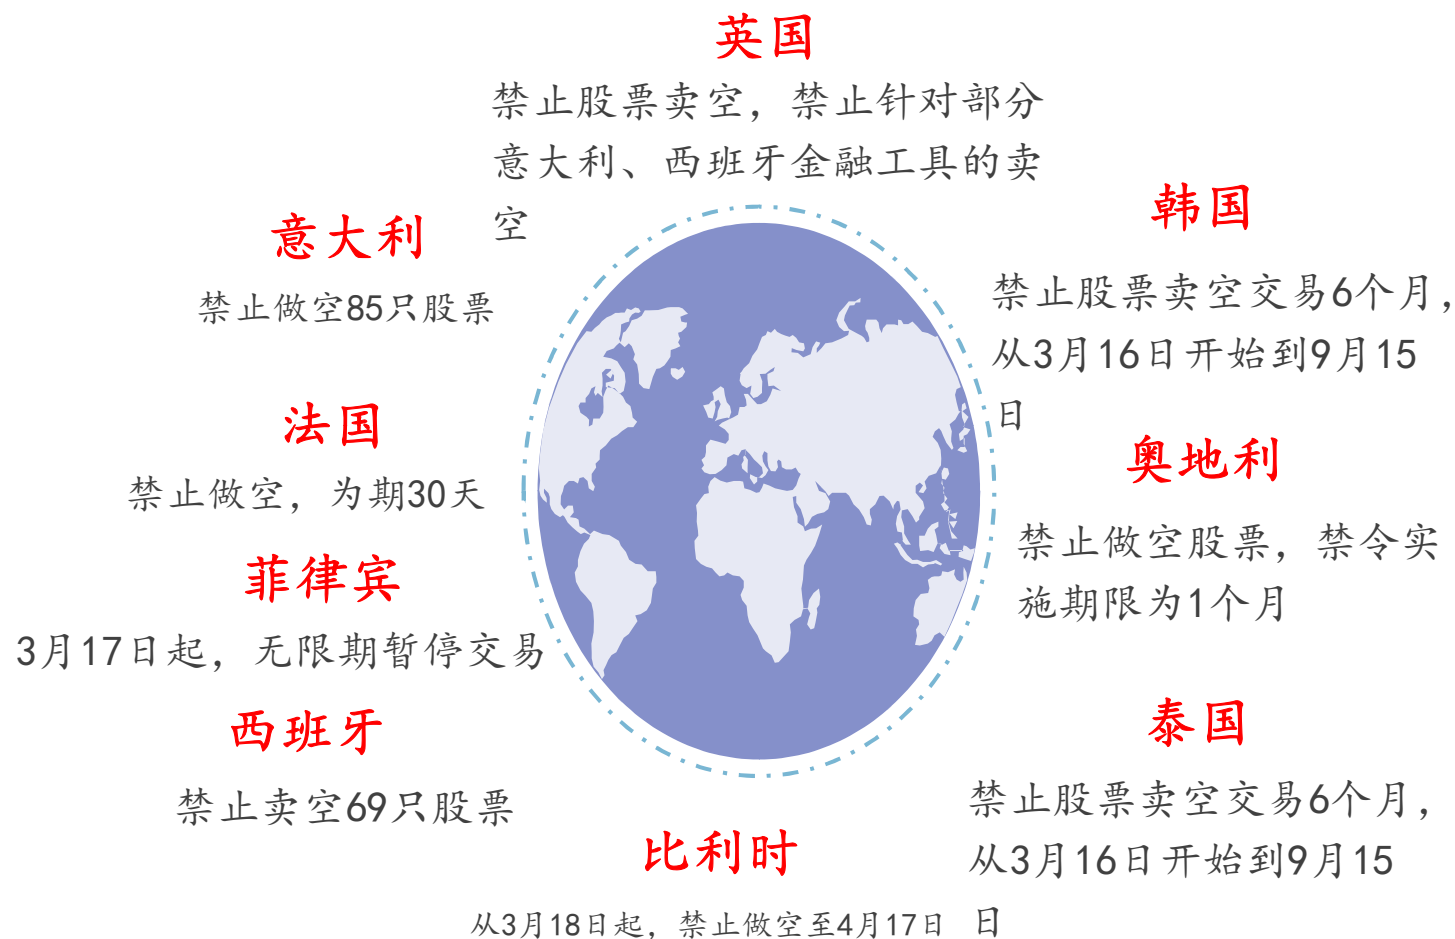 英国
禁止股票卖空，禁止针对部分
意大利、西班牙金融工具的卖
空
意大利
禁止做空85只股票
法国
禁止做空，为期30天
菲律宾
3月17日起，无限期暂停交易
西班牙
禁止卖空69只股票
比利时
从3月18日起，禁止做空至4月17日
韩国
禁止股票卖空交易6个月，
从3月16日开始到9月15
日
奥地利
禁止做空股票，禁令实
施期限为1个月
泰国
禁止股票卖空交易6个月，
从3月16日开始到9月15
日